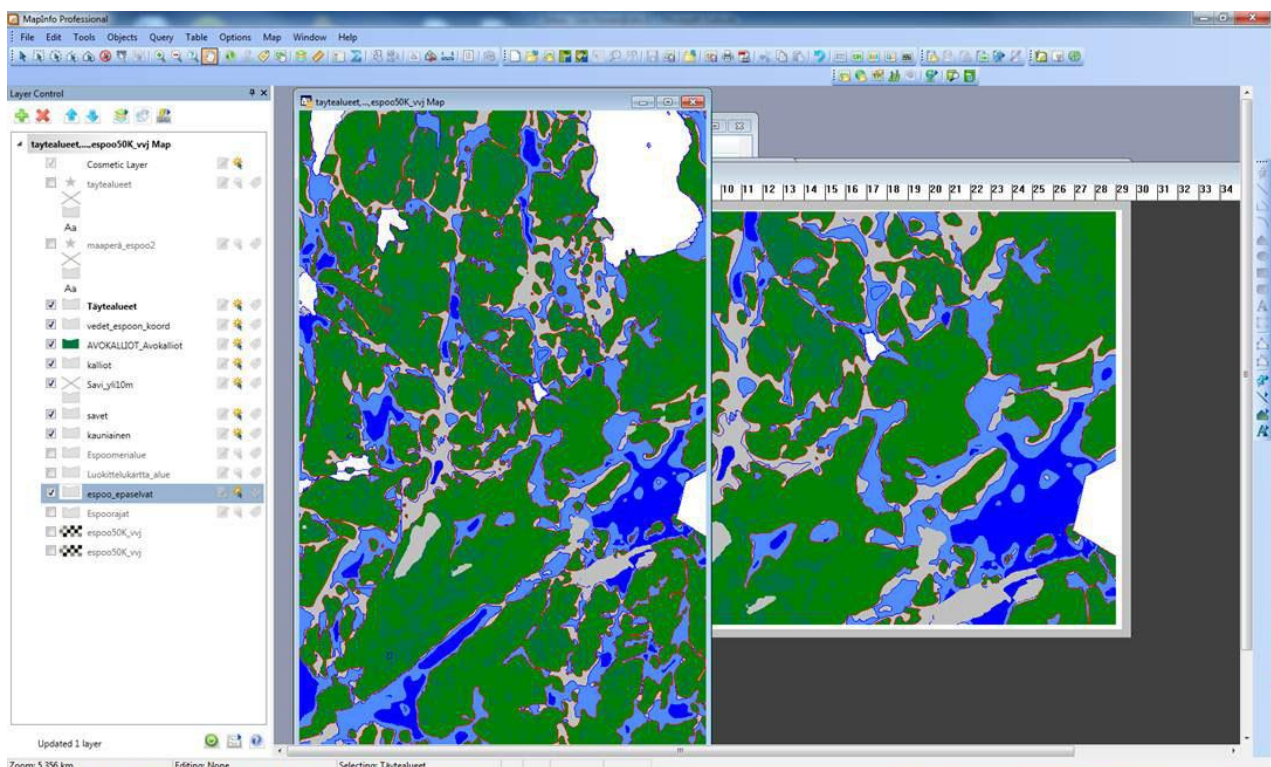 MapInfo Professional
File Edit Tools Objects Query Table Options Map Window Help
Layer Control
taytealueet,...,espoo50K_vvj Map
Cosmetic Layer
taytealueet
Aa
maaperä_espoo2
Aa
Täytealueet
vedet_espoon_koord
AVOKALLIOT_Avokalliot
kalliot
Savi_yli10m
savet
kauniainen
Espoomerialue
Luokittelukartta_alue
espoo_epaselvat
Espoorajat
espoo50K_vvj
espoo50K_vvj
Updated 1 layer
taytealueet,...,espoo50K_vvj Map
10 11 12 13 14 15 16 17 18 19 20 21 22 23 24 25 26 27 28 29 30 31 32 33 34
Zoom: 5.356 km Editing: None Selecting: Täytealueet